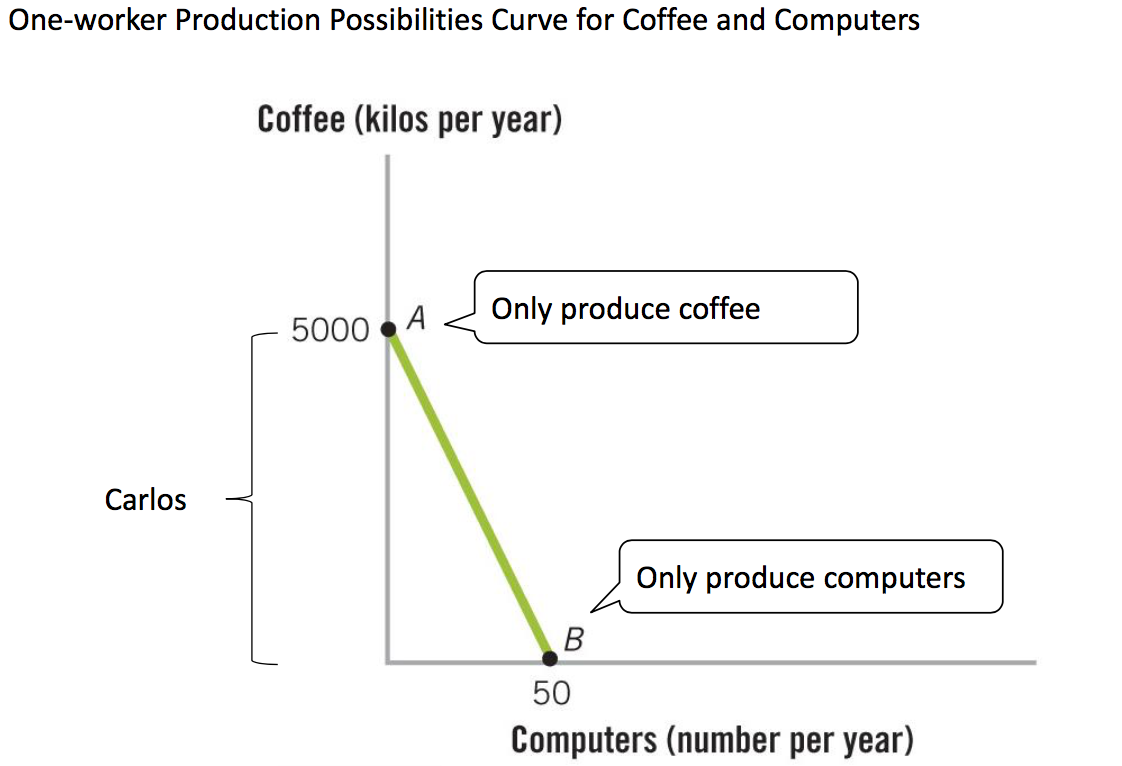 One-worker Production Possibilities Curve for Coffee and Computers
Coffee (kilos per year)
5000
A
Only produce coffee
Carlos
Only produce computers
B
50
Computers (number per year)